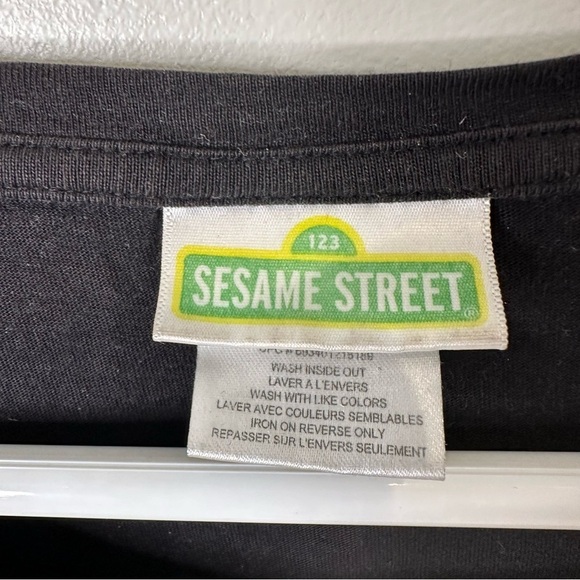 123
SESAME STREET®
WASH INSIDE OUT
LAVER A L'ENVERS
WASH WITH LIKE COLORS
LAVER AVEC COULEURS SEMBLABLES
IRON ON REVERSE ONLY
REPASSER SUR L'ENVERS SEULEMENT